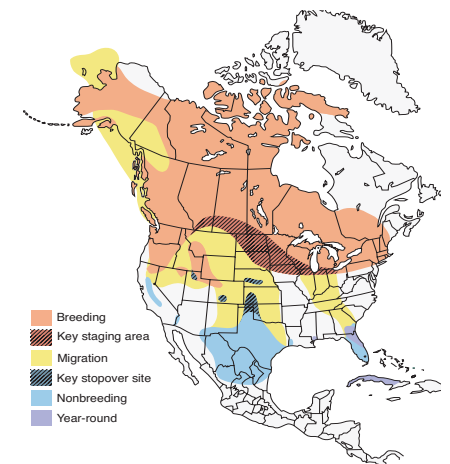 Breeding
Key staging area
Migration
Key stopover site
Nonbreeding
Year-round